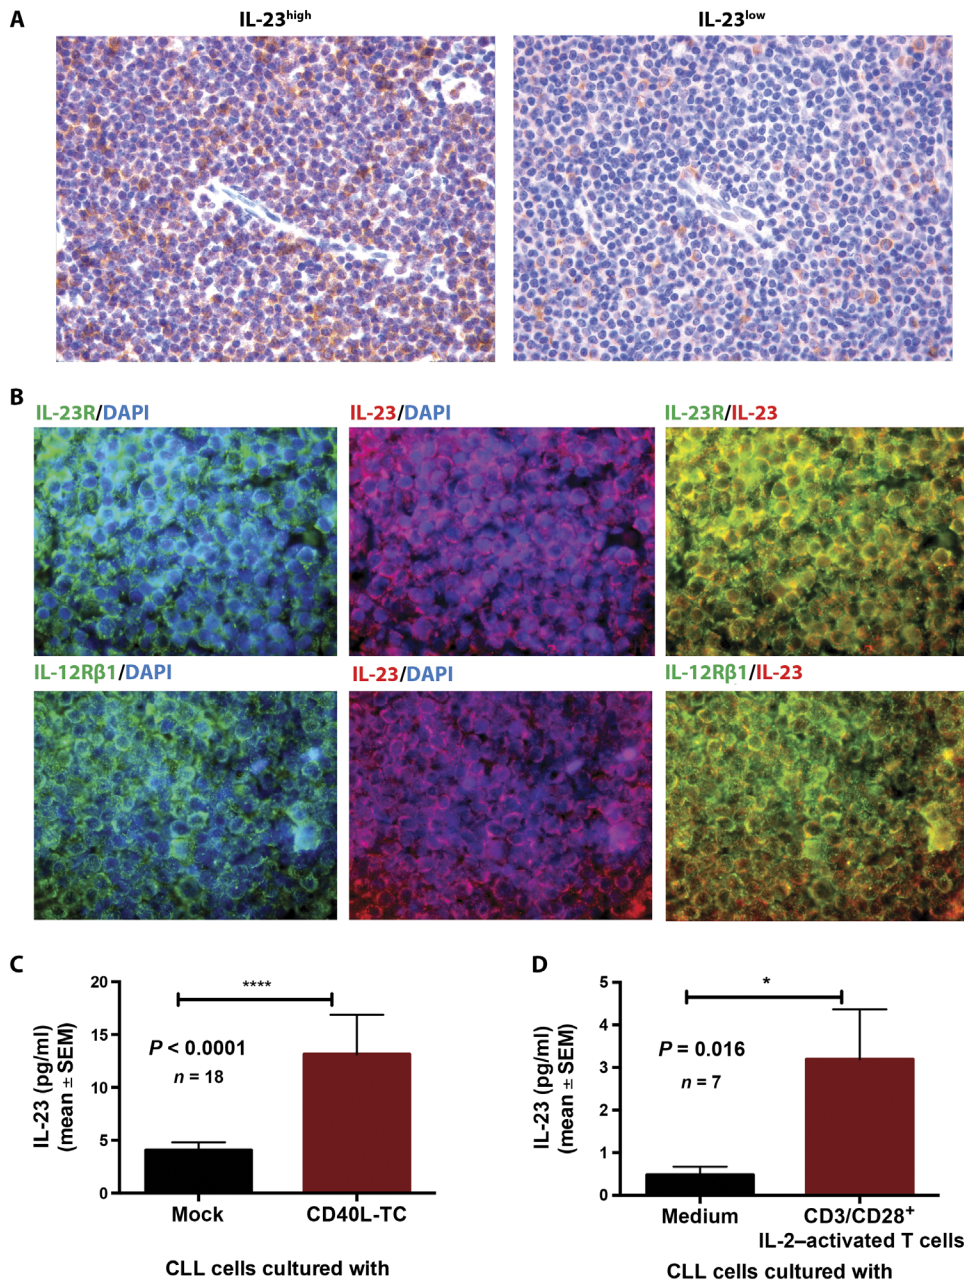 A
IL-23high
IL-23low
B
IL-23R/DAPI
IL-23/DAPI
IL-23R/IL-23
IL-12Rβ1/DAPI
IL-23/DAPI
IL-12Rβ1/IL-23
C
IL-23 (pg/ml)
(mean ± SEM)
20
15
10
5
0
****
P < 0.0001
n = 18
Mock
CD40L-TC
CLL cells cultured with
D
IL-23 (pg/ml)
(mean ± SEM)
5
4
3
2
1
0
*
P = 0.016
n = 7
Medium
CD3/CD28+
IL-2–activated T cells
CLL cells cultured with